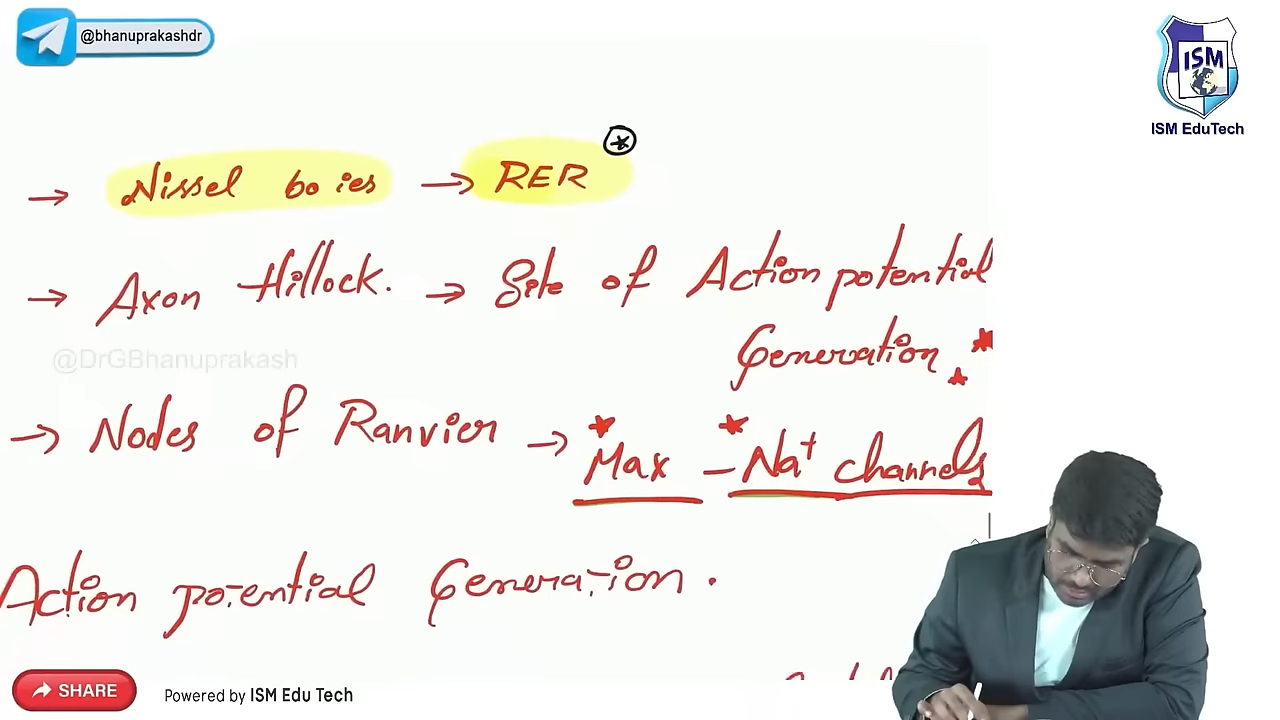 @bhanuprakashdr
ISM
ISM EduTech
→ Nissel bo ies → RER *
→ Axon Hillock. → Site of Action potential
Generation *
@DrGBhanuprakash
→ Nodes of Ranvier → Max - Na+ channels
Action potential Generation.
SHARE
Powered by ISM Edu Tech